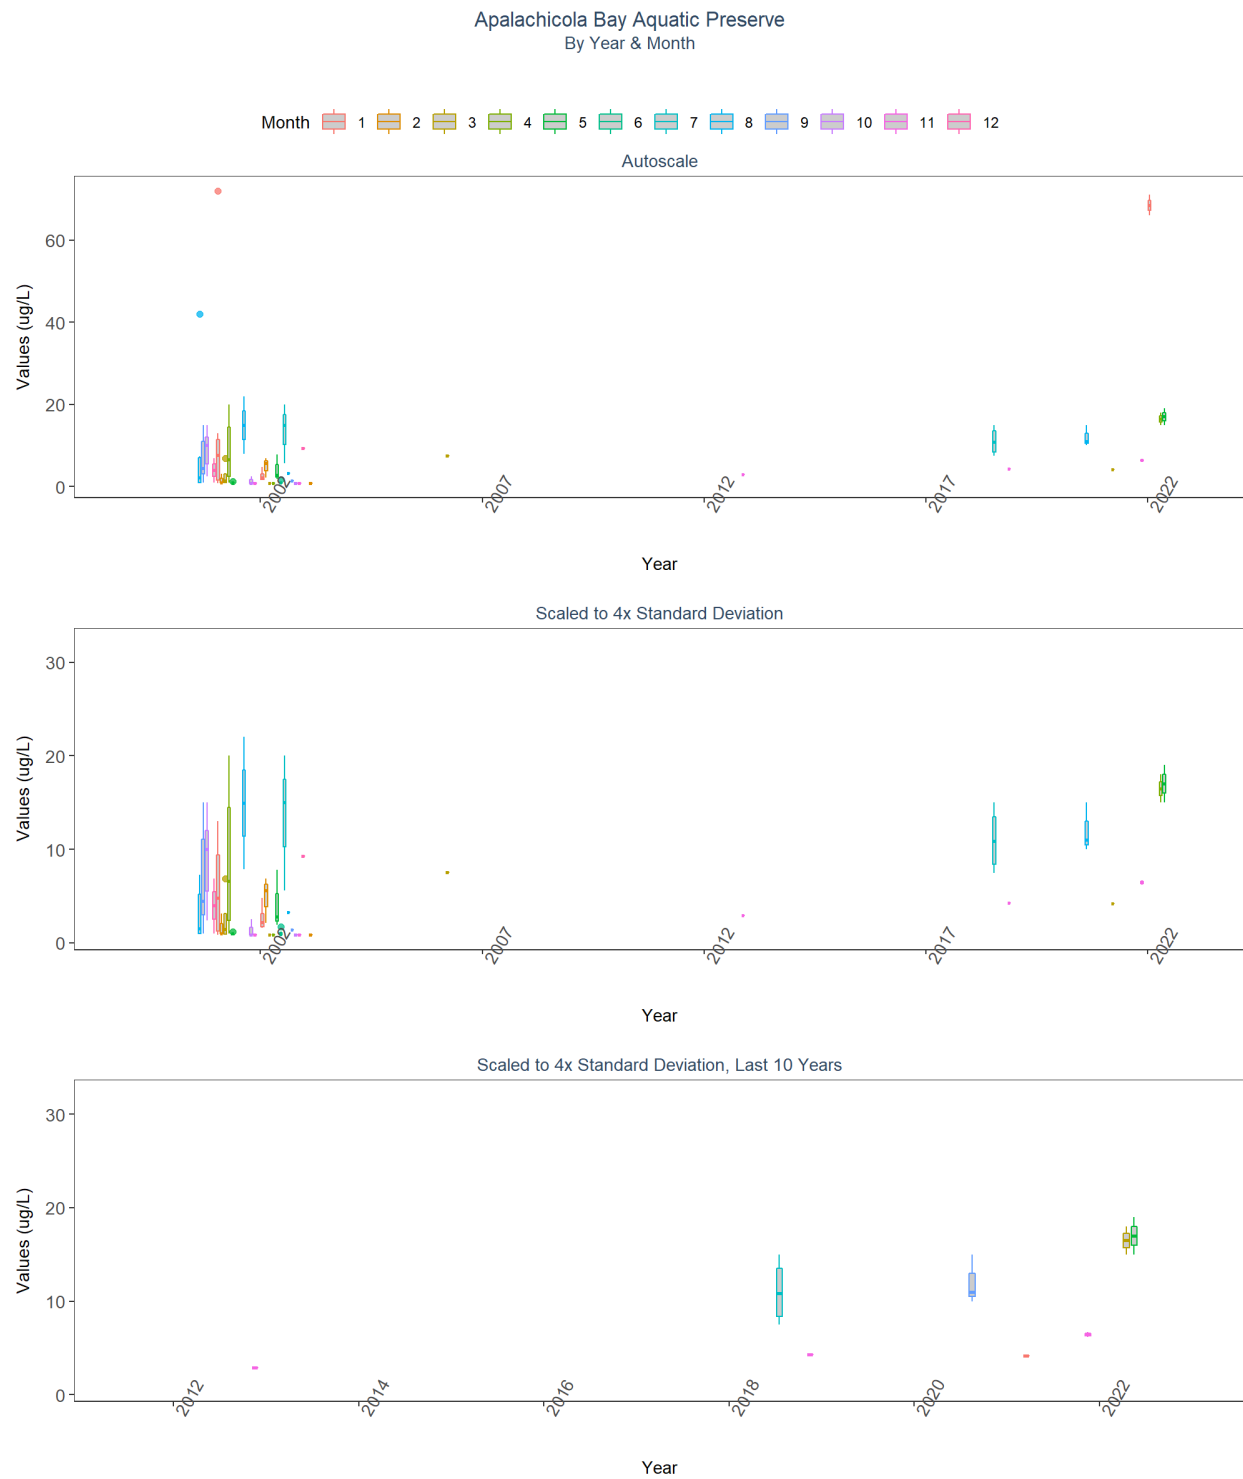 Apalachicola Bay Aquatic Preserve
By Year & Month
Month 1 2 3 4 5 6 7 8 9 10 11 12
Autoscale
Values (ug/L)
60
40
20
0
2002 2007 2012 2017 2022
Year
Scaled to 4x Standard Deviation
Values (ug/L)
30
20
10
0
2002 2007 2012 2017 2022
Year
Scaled to 4x Standard Deviation, Last 10 Years
Values (ug/L)
30
20
10
0
2012 2014 2016 2018 2020 2022
Year